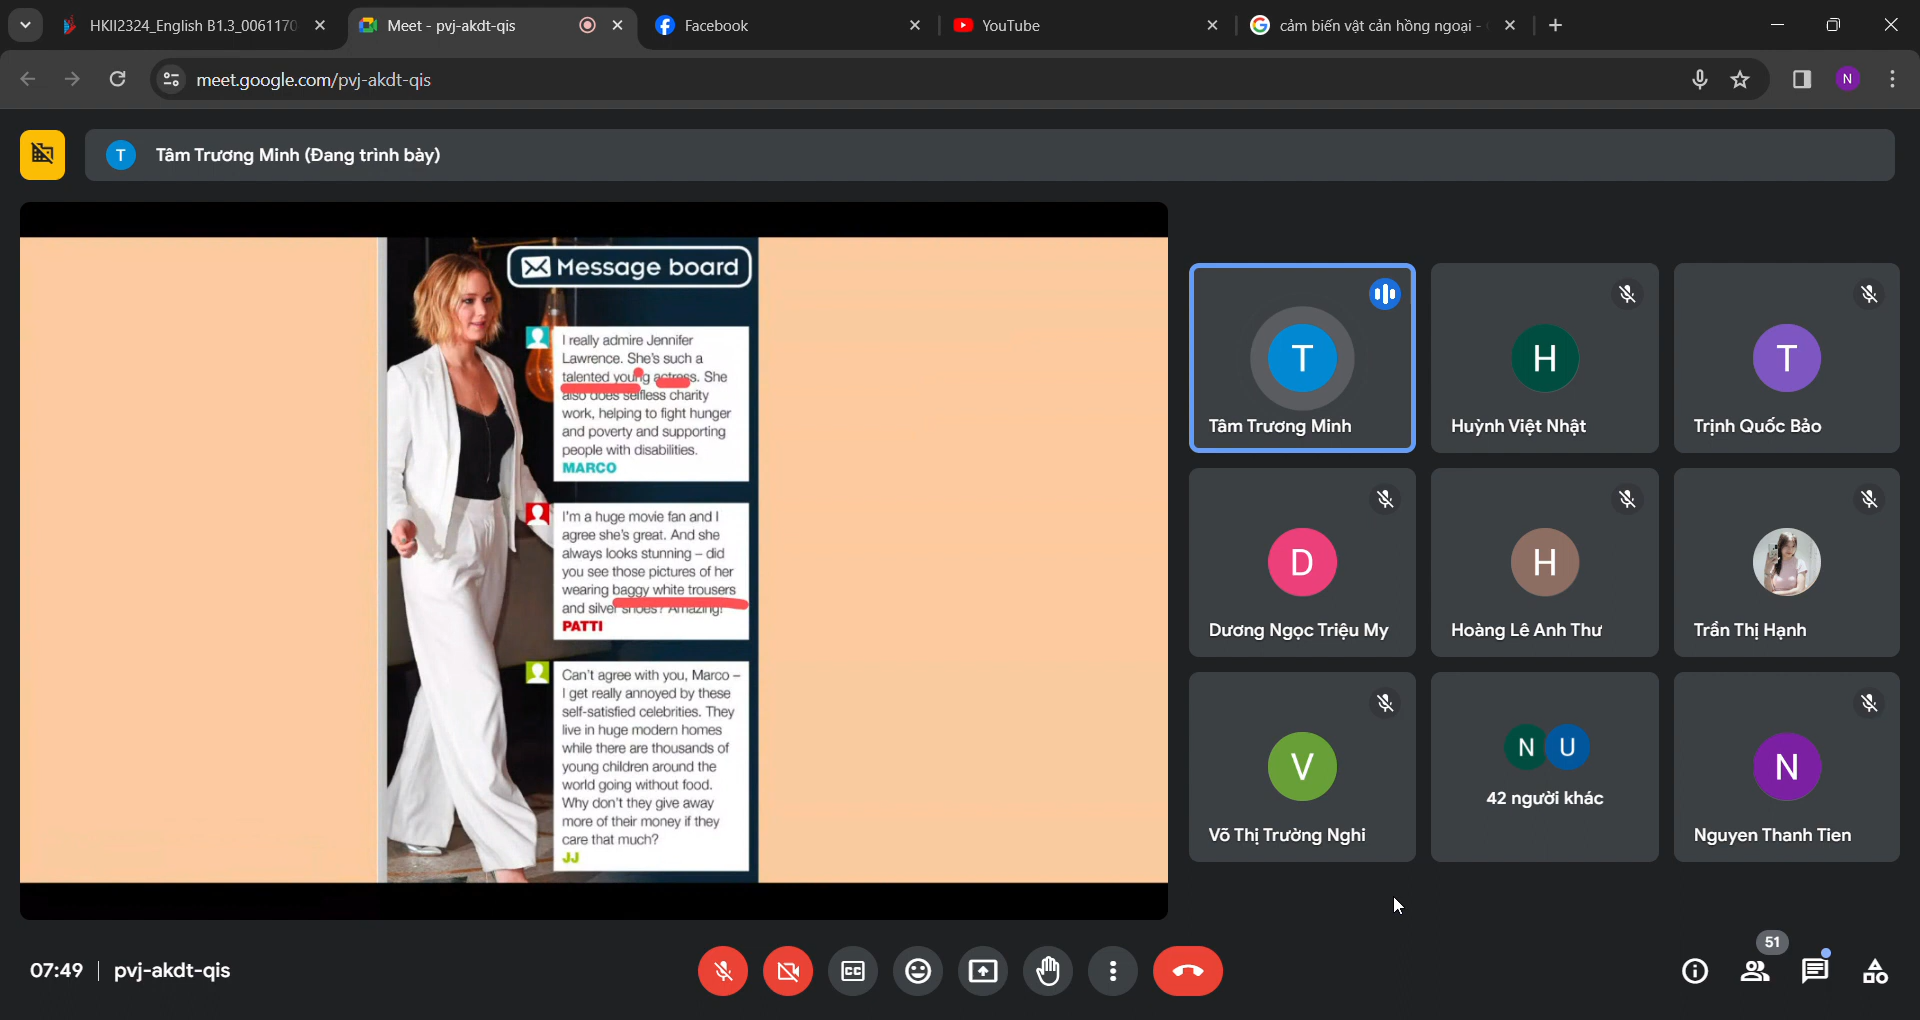 HKII2324_English B1.3_0061170
Meet - pvj-akdt-qis
Facebook
YouTube
cảm biến vật cản hồng ngoại -
meet.google.com/pvj-akdt-qis
N
T
Tâm Trương Minh (Đang trình bày)
Message board
I really admire Jennifer
Lawrence. She's such a
talented young actress. She
also does selfless charity
work, helping to fight hunger
and poverty and supporting
people with disabilities.
MARCO
I'm a huge movie fan and I
agree she's great. And she
always looks stunning – did
you see those pictures of her
wearing baggy white trousers
and silver shoes? Amazing!
PATTI
Can't agree with you, Marco –
I get really annoyed by these
self-satisfied celebrities. They
live in huge modern homes
while there are thousands of
young children around the
world going without food.
Why don't they give away
more of their money if they
care that much?
JJ
T
Tâm Trương Minh
H
Huỳnh Việt Nhật
T
Trịnh Quốc Bảo
D
Dương Ngọc Triệu My
H
Hoàng Lê Anh Thư
Trần Thị Hạnh
V
Võ Thị Trường Nghi
N U
42 người khác
N
Nguyen Thanh Tien
07:49
pvj-akdt-qis
CC
51